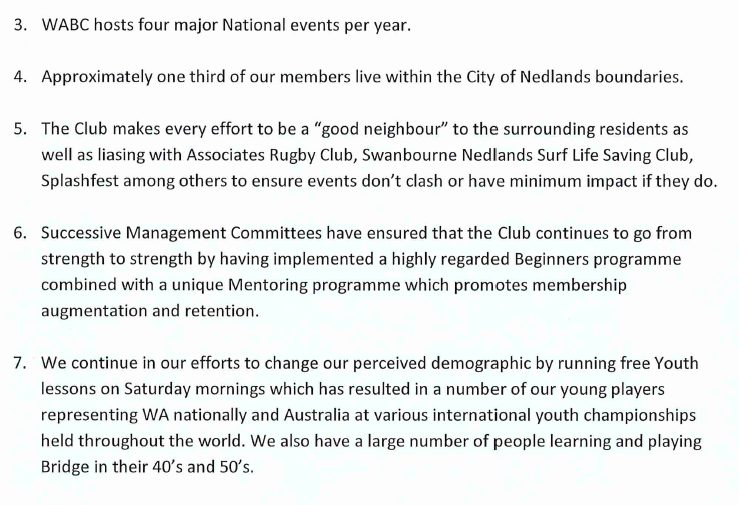 3. WABC hosts four major National events per year.
4. Approximately one third of our members live within the City of Nedlands boundaries.
5. The Club makes every effort to be a “good neighbour” to the surrounding residents as
well as liasing with Associates Rugby Club, Swanbourne Nedlands Surf Life Saving Club,
Splashfest among others to ensure events don’t clash or have minimum impact if they do.
6. Successive Management Committees have ensured that the Club continues to go from
strength to strength by having implemented a highly regarded Beginners programme
combined with a unique Mentoring programme which promotes membership
augmentation and retention.
7. We continue in our efforts to change our perceived demographic by running free Youth
lessons on Saturday mornings which has resulted in a number of our young players
representing WA nationally and Australia at various international youth championships
held throughout the world. We also have a large number of people learning and playing
Bridge in their 40’s and 50’s.